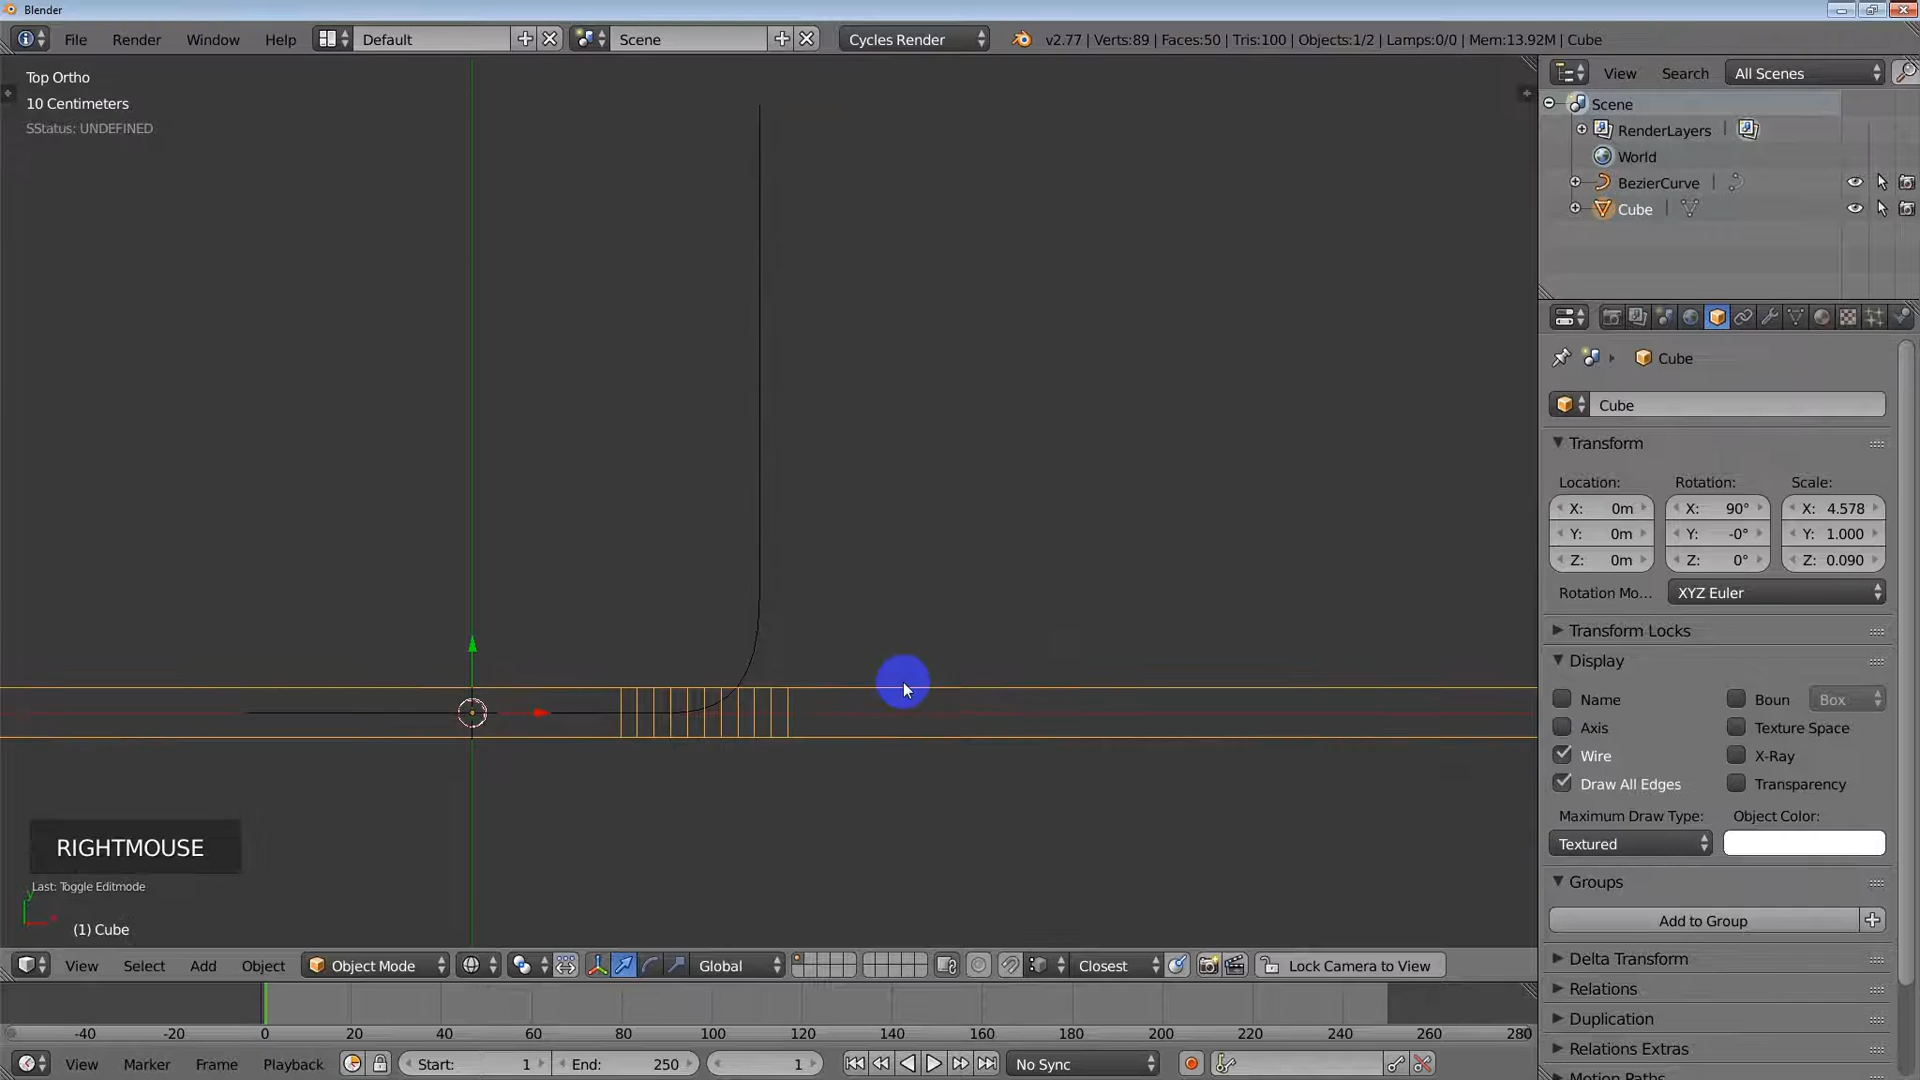 Blender
File Render Window Help Default Scene Cycles Render v2.77 | Verts:89 | Faces:50 | Tris:100 | Objects:1/2 | Lamps:0/0 | Mem:13.92M | Cube
Top Ortho
10 Centimeters
SStatus: UNDEFINED
View Search All Scenes
Scene
RenderLayers
World
BezierCurve
Cube
Cube
Cube
Transform
Location: Rotation: Scale:
X: 0m X: 90° X: 4.578
Y: 0m Y: -0° Y: 1.000
Z: 0m Z: 0° Z: 0.090
Rotation Mo... XYZ Euler
Transform Locks
Display
Name Boun Box
Axis Texture Space
Wire X-Ray
Draw All Edges Transparency
Maximum Draw Type: Object Color:
Textured
Groups
Add to Group
Delta Transform
Relations
Duplication
Relations Extras
Motion Paths
RIGHTMOUSE
Last: Toggle Editmode
y
(1) Cube
View Select Add Object Object Mode Global Closest Lock Camera to View
-40 -20 0 20 40 60 80 100 120 140 160 180 200 220 240 260 280
View Marker Frame Playback Start: 1 End: 250 1 No Sync